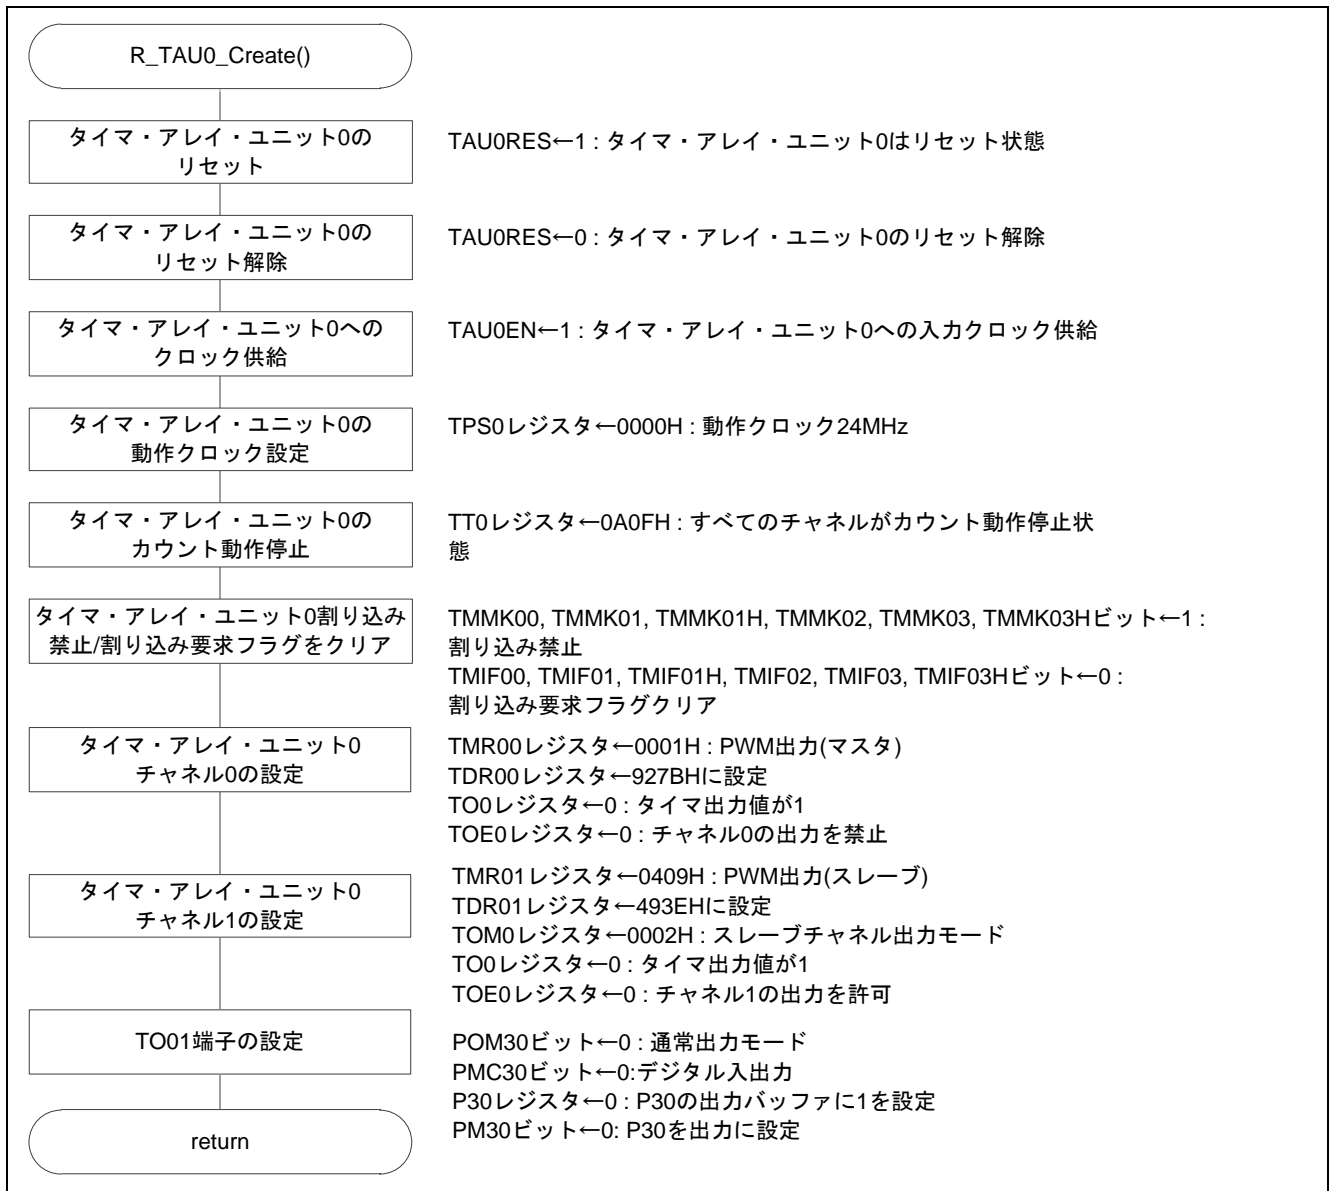 R_TAU0_Create()
タイマ・アレイ・ユニット0の
リセット
TAU0RES←1 : タイマ・アレイ・ユニット0はリセット状態
タイマ・アレイ・ユニット0の
リセット解除
TAU0RES←0 : タイマ・アレイ・ユニット0のリセット解除
タイマ・アレイ・ユニット0への
クロック供給
TAU0EN←1 : タイマ・アレイ・ユニット0への入力クロック供給
タイマ・アレイ・ユニット0の
動作クロック設定
TPS0レジスタ←0000H : 動作クロック24MHz
タイマ・アレイ・ユニット0の
カウント動作停止
TT0レジスタ←0A0FH : すべてのチャネルがカウント動作停止状
態
タイマ・アレイ・ユニット0割り込み
禁止/割り込み要求フラグをクリア
TMMK00, TMMK01, TMMK01H, TMMK02, TMMK03, TMMK03Hビット←1 :
割り込み禁止
TMIF00, TMIF01, TMIF01H, TMIF02, TMIF03, TMIF03Hビット←0 :
割り込み要求フラグクリア
タイマ・アレイ・ユニット0
チャネル0の設定
TMR00レジスタ←0001H : PWM出力(マスタ)
TDR00レジスタ←927BHに設定
TO0レジスタ←0 : タイマ出力値が1
TOE0レジスタ←0 : チャネル0の出力を禁止
タイマ・アレイ・ユニット0
チャネル1の設定
TMR01レジスタ←0409H : PWM出力(スレーブ)
TDR01レジスタ←493EHに設定
TOM0レジスタ←0002H : スレーブチャネル出力モード
TO0レジスタ←0 : タイマ出力値が1
TOE0レジスタ←0 : チャネル1の出力を許可
TO01端子の設定
POM30ビット←0 : 通常出力モード
PMC30ビット←0:デジタル入出力
P30レジスタ←0 : P30の出力バッファに1を設定
PM30ビット←0: P30を出力に設定
return